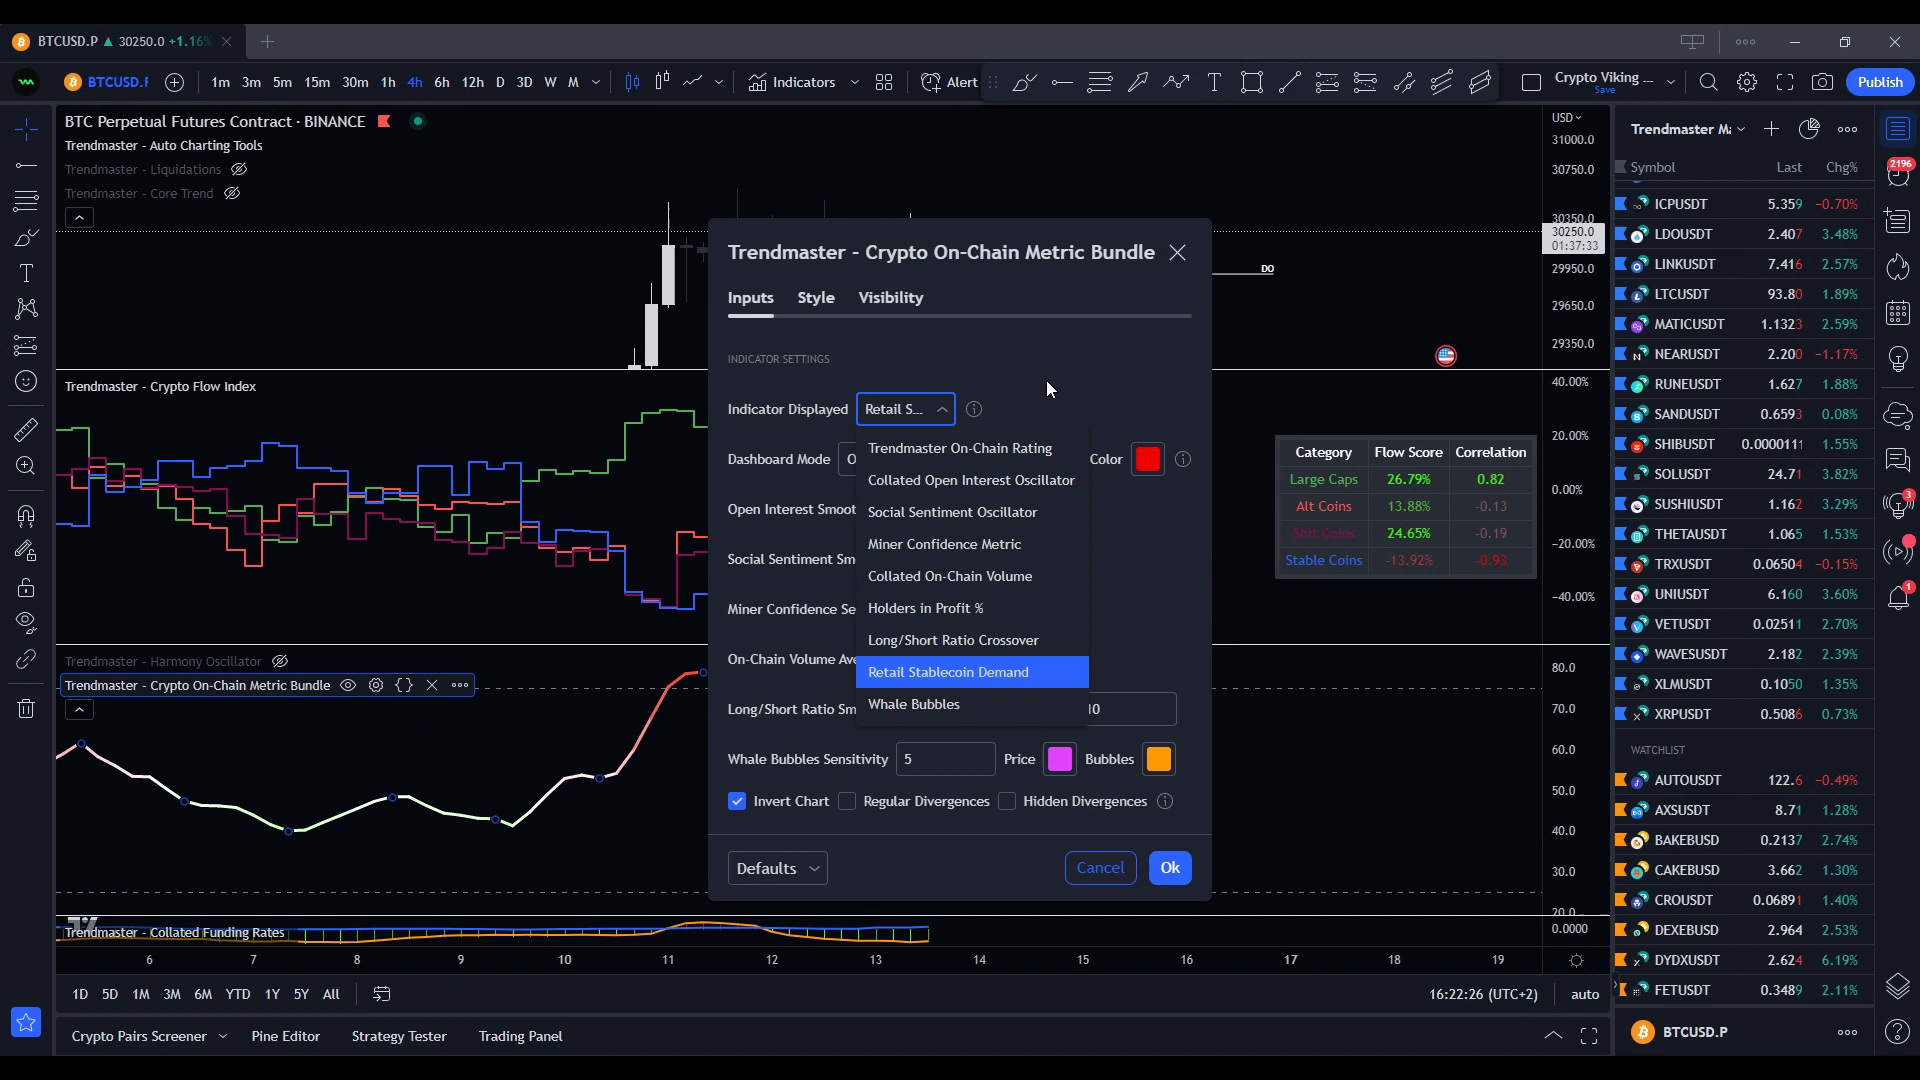 BTCUSD.P ▲ 30250.0 +1.16%
BTCUSD.P
1m 3m 5m 15m 30m 1h 4h 6h 12h D 3D W M
Indicators
Alert
Crypto Viking ...
Save
Publish
BTC Perpetual Futures Contract · BINANCE
Trendmaster - Auto Charting Tools
Trendmaster - Liquidations
Trendmaster - Core Trend
USD
31000.0
30750.0
30350.0
30250.0
01:37:33
29950.0
29650.0
29350.0
DO
Trendmaster - Crypto Flow Index
40.00%
20.00%
0.00%
-20.00%
-40.00%
Category Flow Score Correlation
Large Caps 26.79% 0.82
Alt Coins 13.88% -0.13
Shit Coins 24.65% -0.19
Stable Coins -13.92% -0.93
Trendmaster - Harmony Oscillator
Trendmaster - Crypto On-Chain Metric Bundle
80.0
70.0
60.0
50.0
40.0
30.0
20.0
Trendmaster - Collated Funding Rates
0.0000
6 7 8 9 10 11 12 13 14 15 16 17 18 19
1D 5D 1M 3M 6M YTD 1Y 5Y All
16:22:26 (UTC+2)
auto
Crypto Pairs Screener
Pine Editor
Strategy Tester
Trading Panel
Trendmaster - Crypto On-Chain Metric Bundle
Inputs Style Visibility
INDICATOR SETTINGS
Indicator Displayed
Retail S...
Trendmaster On-Chain Rating
Collated Open Interest Oscillator
Social Sentiment Oscillator
Miner Confidence Metric
Collated On-Chain Volume
Holders in Profit %
Long/Short Ratio Crossover
Retail Stablecoin Demand
Whale Bubbles
Dashboard Mode O
Color
Open Interest Smoot
Social Sentiment Sm
Miner Confidence Se
On-Chain Volume Ave
Long/Short Ratio Sm
10
Whale Bubbles Sensitivity 5 Price Bubbles
Invert Chart Regular Divergences Hidden Divergences
Defaults
Cancel
Ok
Symbol Last Chg%
ICPUSDT 5.359 −0.70%
LDOUSDT 2.407 3.48%
LINKUSDT 7.416 2.57%
LTCUSDT 93.80 1.89%
MATICUSDT 1.1323 2.59%
NEARUSDT 2.200 −1.17%
RUNEUSDT 1.627 1.88%
SANDUSDT 0.6593 0.08%
SHIBUSDT 0.0000111 1.55%
SOLUSDT 24.71 3.82%
SUSHIUSDT 1.162 3.29%
THETAUSDT 1.065 1.53%
TRXUSDT 0.06504 −0.15%
UNIUSDT 6.160 3.60%
VETUSDT 0.02511 2.70%
WAVESUSDT 2.182 2.39%
XLMUSDT 0.1050 1.35%
XRPUSDT 0.5086 0.73%
WATCHLIST
AUTOUSDT 122.6 −0.49%
AXSUSDT 8.71 1.28%
BAKEBUSD 0.2137 2.74%
CAKEBUSD 3.662 1.30%
CROUSDT 0.06891 1.40%
DEXEBUSD 2.964 2.53%
DYDXUSDT 2.624 6.19%
FETUSDT 0.3489 2.11%
BTCUSD.P
2196
3
1